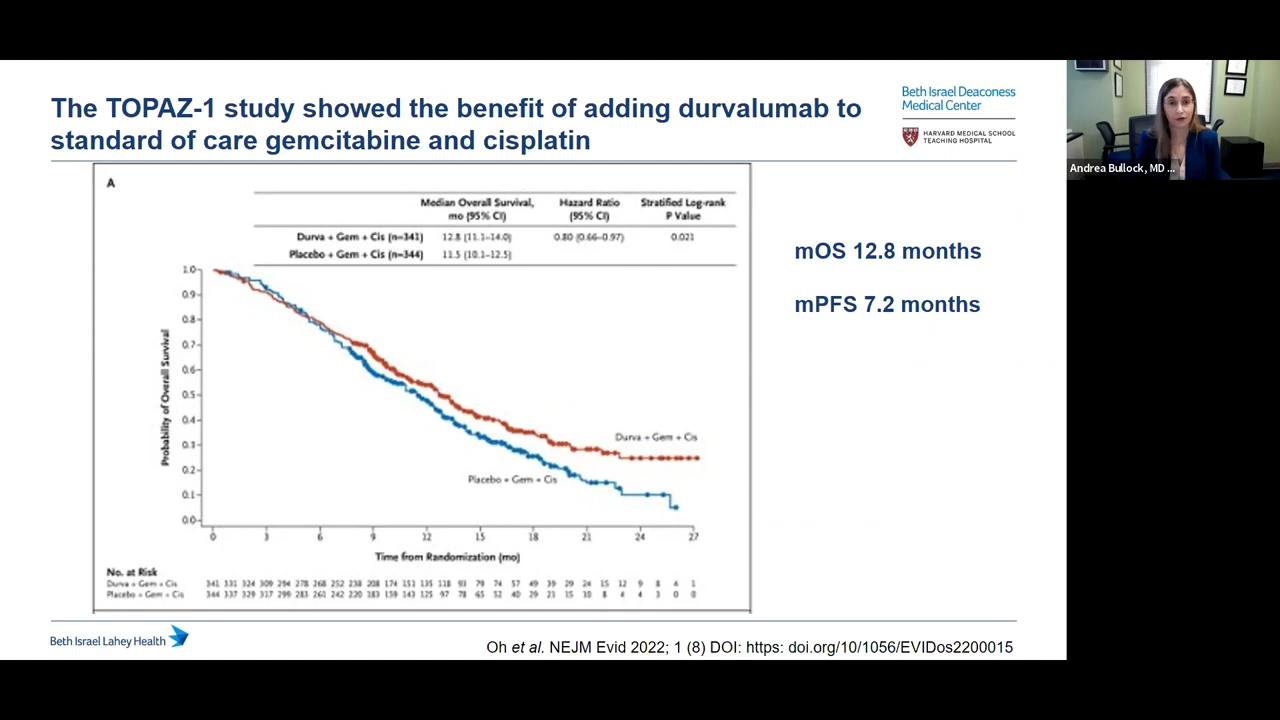 The TOPAZ-1 study showed the benefit of adding durvalumab to
standard of care gemcitabine and cisplatin
Beth Israel Deaconess
Medical Center
HARVARD MEDICAL SCHOOL
TEACHING HOSPITAL
Andrea Bullock, MD ...
A
Median Overall Survival, Hazard Ratio Stratified Log-rank
mo (95% CI) (95% CI) P Value
Durva + Gem + Cis (n=341) 12.8 (11.1–14.0) 0.80 (0.66–0.97) 0.021
Placebo + Gem + Cis (n=344) 11.5 (10.1–12.5)
mOS 12.8 months
mPFS 7.2 months
Probability of Overall Survival
1.0
0.9
0.8
0.7
0.6
0.5
0.4
0.3
0.2
0.1
0.0
Durva + Gem + Cis
Placebo + Gem + Cis
0 3 6 9 12 15 18 21 24 27
Time from Randomization (mo)
No. at Risk
Durva + Gem + Cis 341 331 324 309 294 278 268 252 238 208 174 153 135 118 93 79 74 57 49 39 29 24 15 12 9 8 4 1
Placebo + Gem + Cis 344 337 329 317 299 283 261 242 220 183 159 143 125 97 78 65 52 40 29 21 15 10 8 4 4 3 0 0
Beth Israel Lahey Health
Oh et al. NEJM Evid 2022; 1 (8) DOI: https: doi.org/10/1056/EVIDos2200015